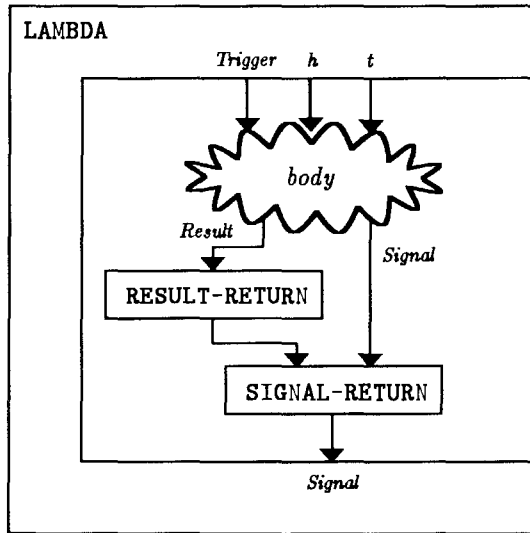 LAMBDA
Trigger h t
body
Result
Signal
RESULT-RETURN
SIGNAL-RETURN
Signal